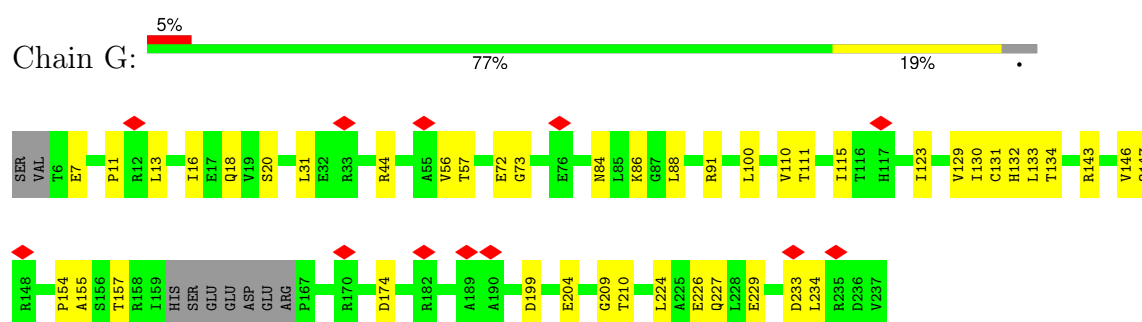 5%
Chain G:
77% 19% •
SER VAL T6 E7 P11 R12 L13 I16 E17 Q18 V19 S20 L31 E32 R33 R44 A55 V56 T57 E72 G73 E76 N84 L85 K86 G87 L88 R91 L100 V110 T111 I115 T116 H117 I123 V129 I130 C131 H132 L133 T134 R143 V146
R148 P154 A155 S156 T157 R158 I159 HIS SER GLU GLU ASP GLU ARG P167 R170 D174 R182 A189 A190 D199 E204 G209 T210 L224 A225 E226 Q227 L228 E229 D233 L234 R235 D236 V237